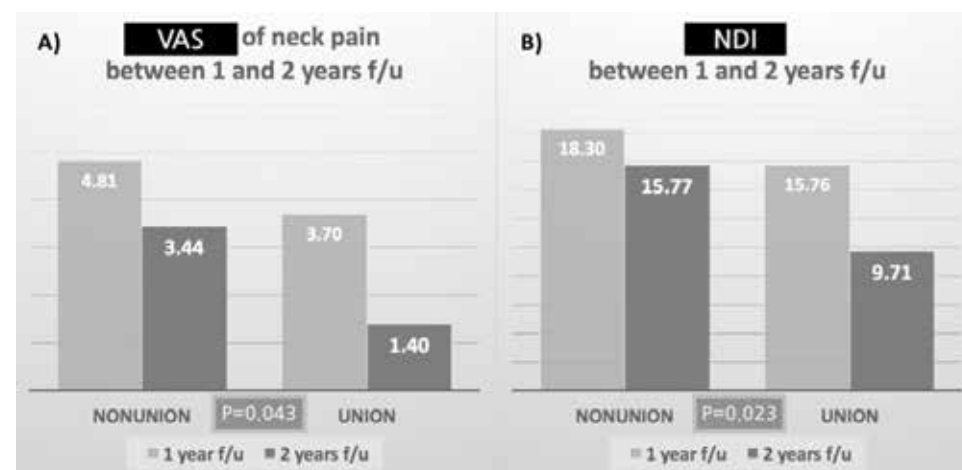 A) VAS of neck pain
between 1 and 2 years f/u
4.81
3.44
3.70
1.40
NONUNION P=0.043 UNION
1 year f/u 2 years f/u
B) NDI
between 1 and 2 years f/u
18.30
15.77
15.76
9.71
NONUNION P=0.023 UNION
1 year f/u 2 years f/u